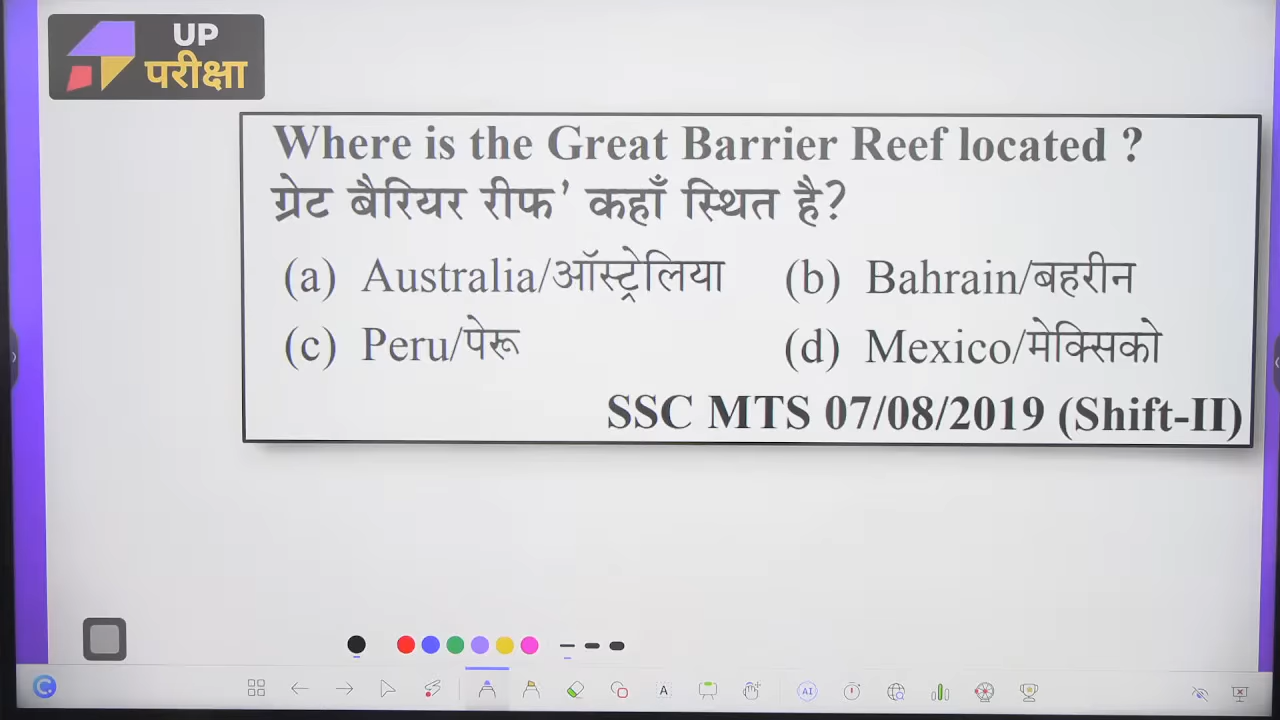 UP
परीक्षा
Where is the Great Barrier Reef located ?
ग्रेट बैरियर रीफ’ कहाँ स्थित है?
(a) Australia/ऑस्ट्रेलिया (b) Bahrain/बहरीन
(c) Peru/पेरू (d) Mexico/मेक्सिको
SSC MTS 07/08/2019 (Shift-II)
A
AI